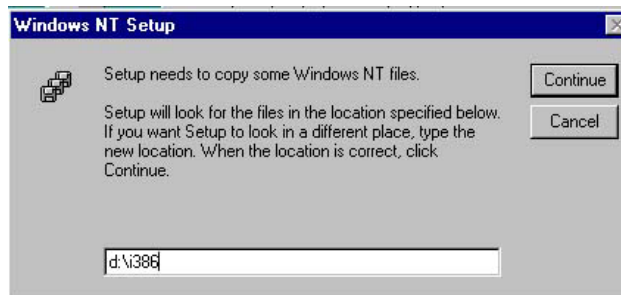 Windows NT Setup
Setup needs to copy some Windows NT files.
Setup will look for the files in the location specified below.
If you want Setup to look in a different place, type the
new location. When the location is correct, click
Continue.
Continue
Cancel
d:\i386